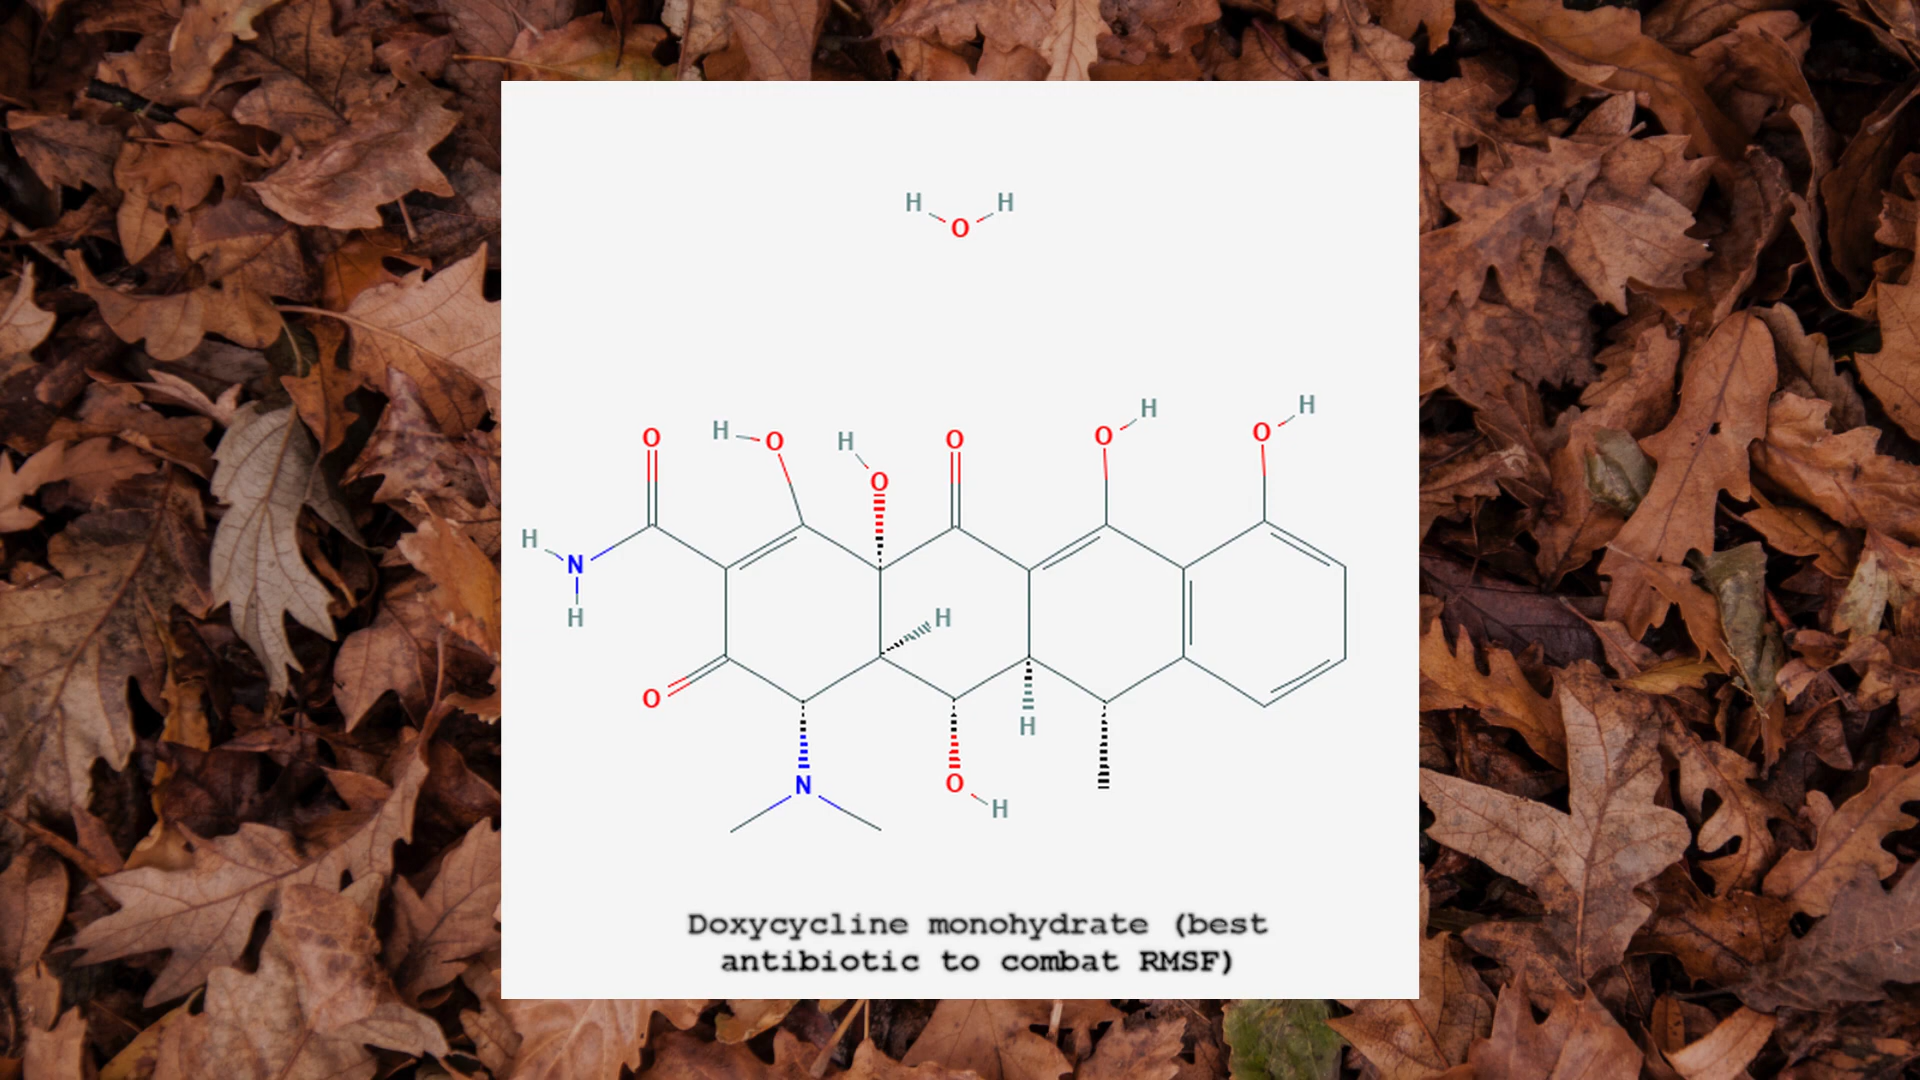 H H
O
H H
O H O H O O O
O
H
N
H
H
O
H
N O
H
Doxycycline monohydrate (best
antibiotic to combat RMSF)